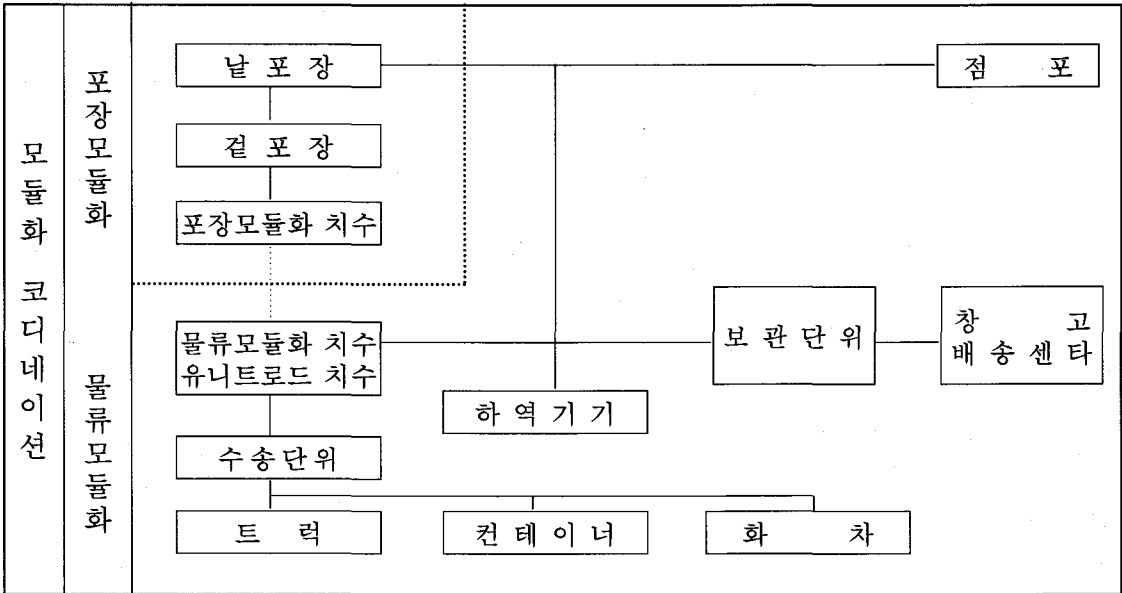 모듈화 코디네이션
포장모듈화
물류모듈화
낱 포 장
점 포
겉 포 장
포장모듈화 치수
물류모듈화 치수
유니트로드 치수
보 관 단 위
창 고
배 송 센 타
하 역 기 기
수 송 단 위
트 럭
컨 테 이 너
화 차